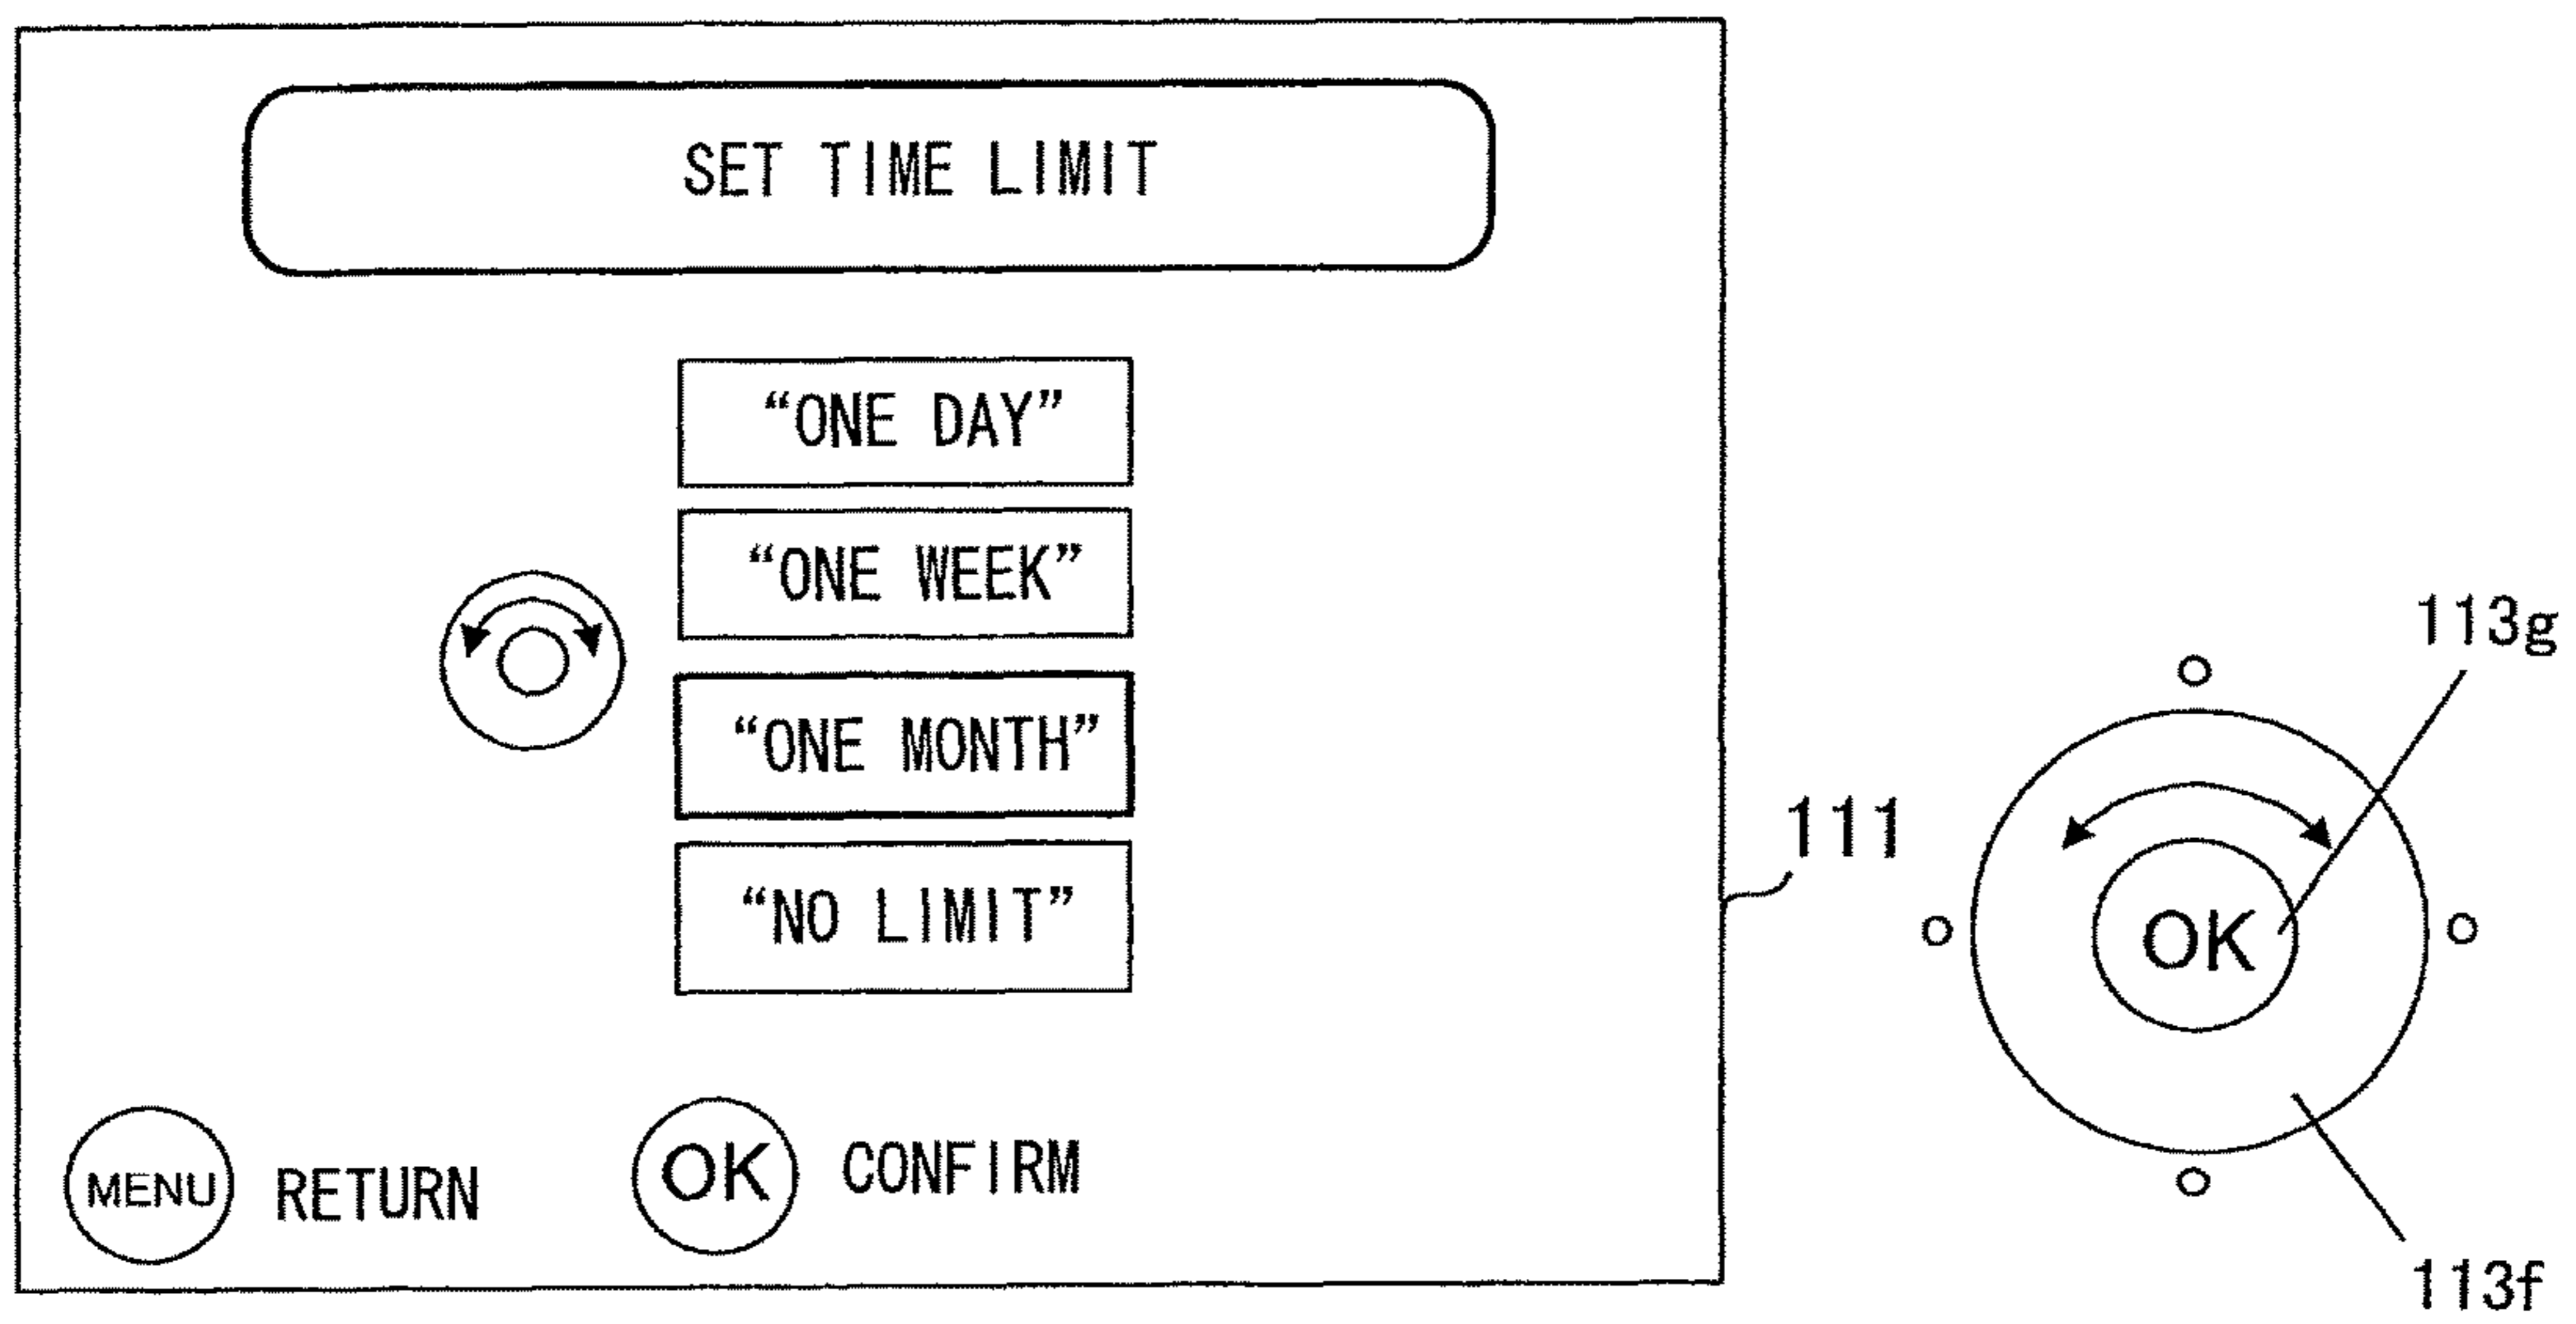 SET TIME LIMIT
“ONE DAY”
“ONE WEEK”
“ONE MONTH”
“NO LIMIT”
MENU RETURN
OK CONFIRM
111
113g
OK
113f